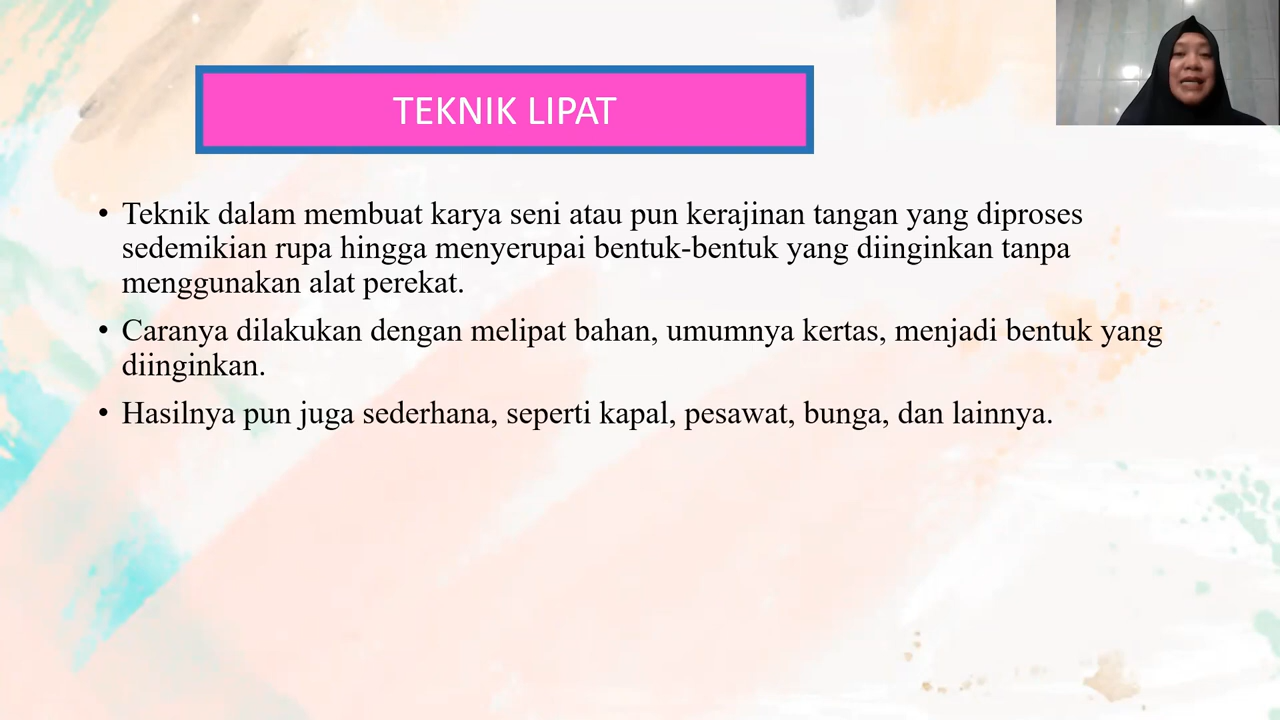 TEKNIK LIPAT
• Teknik dalam membuat karya seni atau pun kerajinan tangan yang diproses
sedemikian rupa hingga menyerupai bentuk-bentuk yang diinginkan tanpa
menggunakan alat perekat.
• Caranya dilakukan dengan melipat bahan, umumnya kertas, menjadi bentuk yang
diinginkan.
• Hasilnya pun juga sederhana, seperti kapal, pesawat, bunga, dan lainnya.